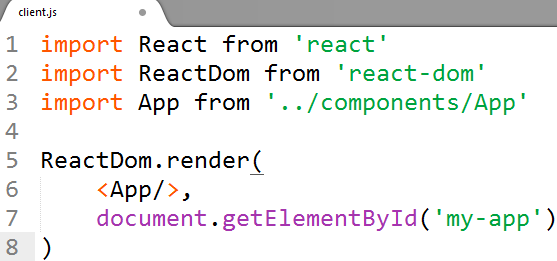 client.js
1 import React from 'react'
2 import ReactDom from 'react-dom'
3 import App from '../components/App'
4
5 ReactDom.render(
6     <App/>,
7     document.getElementById('my-app')
8 )